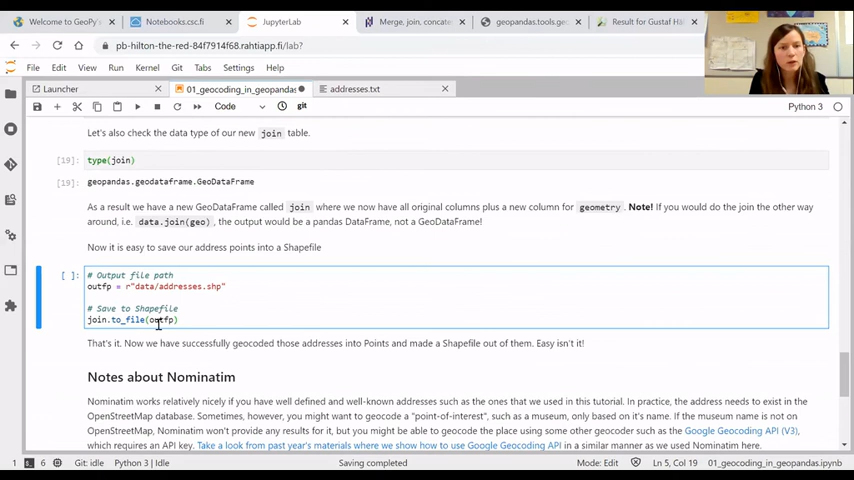 Welcome to GeoPy's
Notebooks.csc.fi
JupyterLab
Merge, join, concate
geopandas.tools.geo
Result for Gustaf Hä
pb-hilton-the-red-84f7914f68.rahtiapp.fi/lab?
File Edit View Run Kernel Git Tabs Settings Help
Launcher
01_geocoding_in_geopandas
addresses.txt
Code
git
Python 3
Let's also check the data type of our new join table.
[19]: type(join)
[19]: geopandas.geodataframe.GeoDataFrame
As a result we have a new GeoDataFrame called join where we now have all original columns plus a new column for geometry . Note! If you would do the join the other way
around, i.e. data.join(geo) , the output would be a pandas DataFrame, not a GeoDataFrame!
Now it is easy to save our address points into a Shapefile
[ ]: # Output file path
outfp = r"data/addresses.shp"
# Save to Shapefile
join.to_file(outfp)
That's it. Now we have successfully geocoded those addresses into Points and made a Shapefile out of them. Easy isn't it!
Notes about Nominatim
Nominatim works relatively nicely if you have well defined and well-known addresses such as the ones that we used in this tutorial. In practice, the address needs to exist in the
OpenStreetMap database. Sometimes, however, you might want to geocode a "point-of-interest", such as a museum, only based on it's name. If the museum name is not on
OpenStreetMap, Nominatim won't provide any results for it, but you might be able to geocode the place using some other geocoder such as the Google Geocoding API (V3),
which requires an API key. Take a look from past year's materials where we show how to use Google Geocoding API in a similar manner as we used Nominatim here.
1 6 Git: idle Python 3 | Idle Saving completed Mode: Edit Ln 5, Col 19 01_geocoding_in_geopandas.ipynb